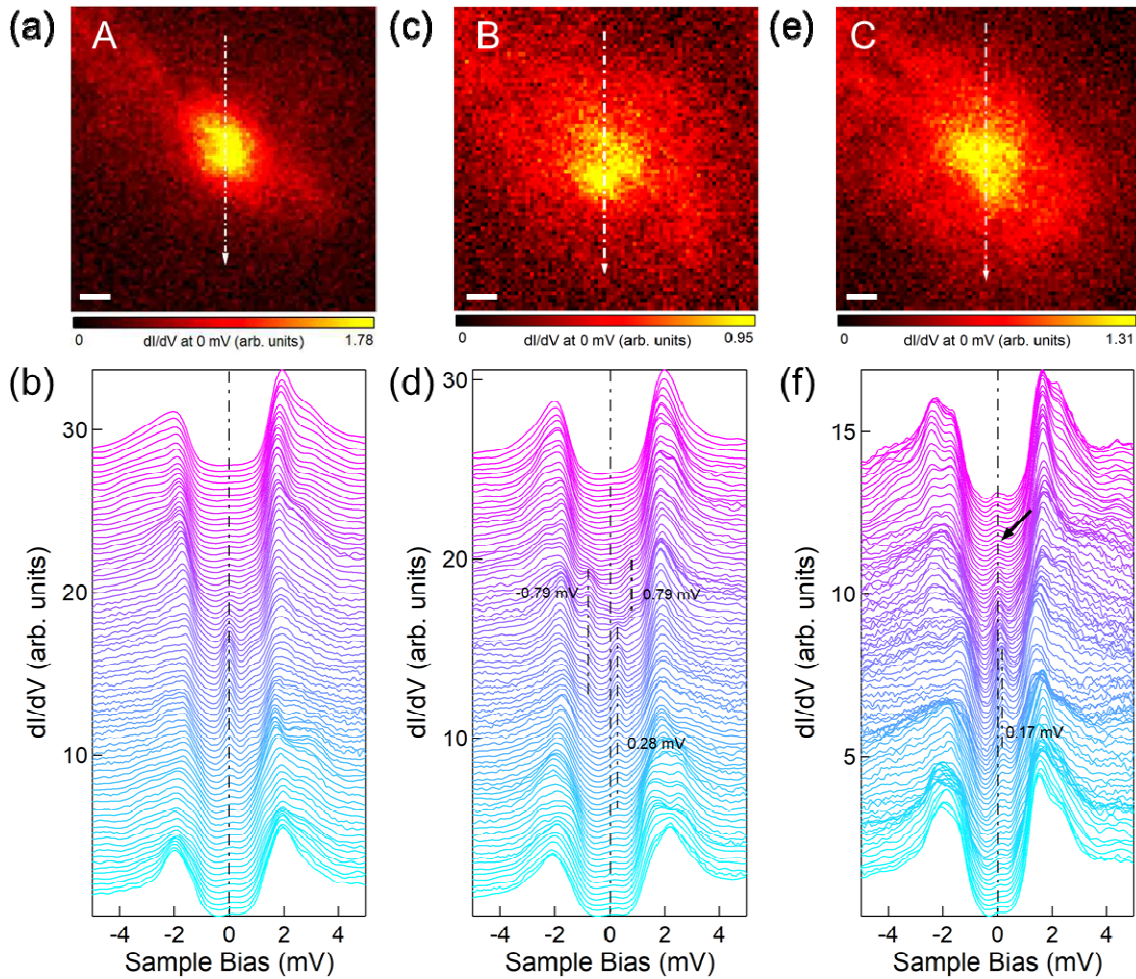 (a) A
(c) B
(e) C
0 dI/dV at 0 mV (arb. units) 1.78
0 dI/dV at 0 mV (arb. units) 0.95
0 dI/dV at 0 mV (arb. units) 1.31
(b)
dI/dV (arb. units)
30
20
10
-4 -2 0 2 4
Sample Bias (mV)
(d)
dI/dV (arb. units)
30
20
10
-0.79 mV
0.79 mV
0.28 mV
-4 -2 0 2 4
Sample Bias (mV)
(f)
dI/dV (arb. units)
15
10
5
0.17 mV
-4 -2 0 2 4
Sample Bias (mV)